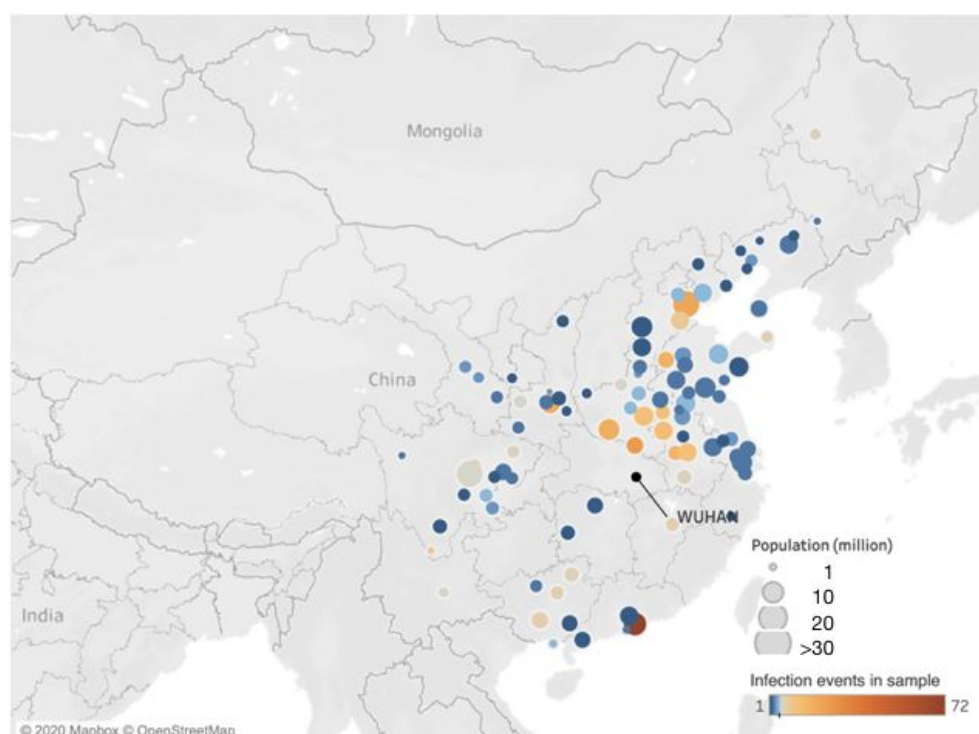 Mongolia
China
India
WUHAN
Population (million)
1
10
20
>30
Infection events in sample
1 72
© 2020 Mapbox © OpenStreetMap